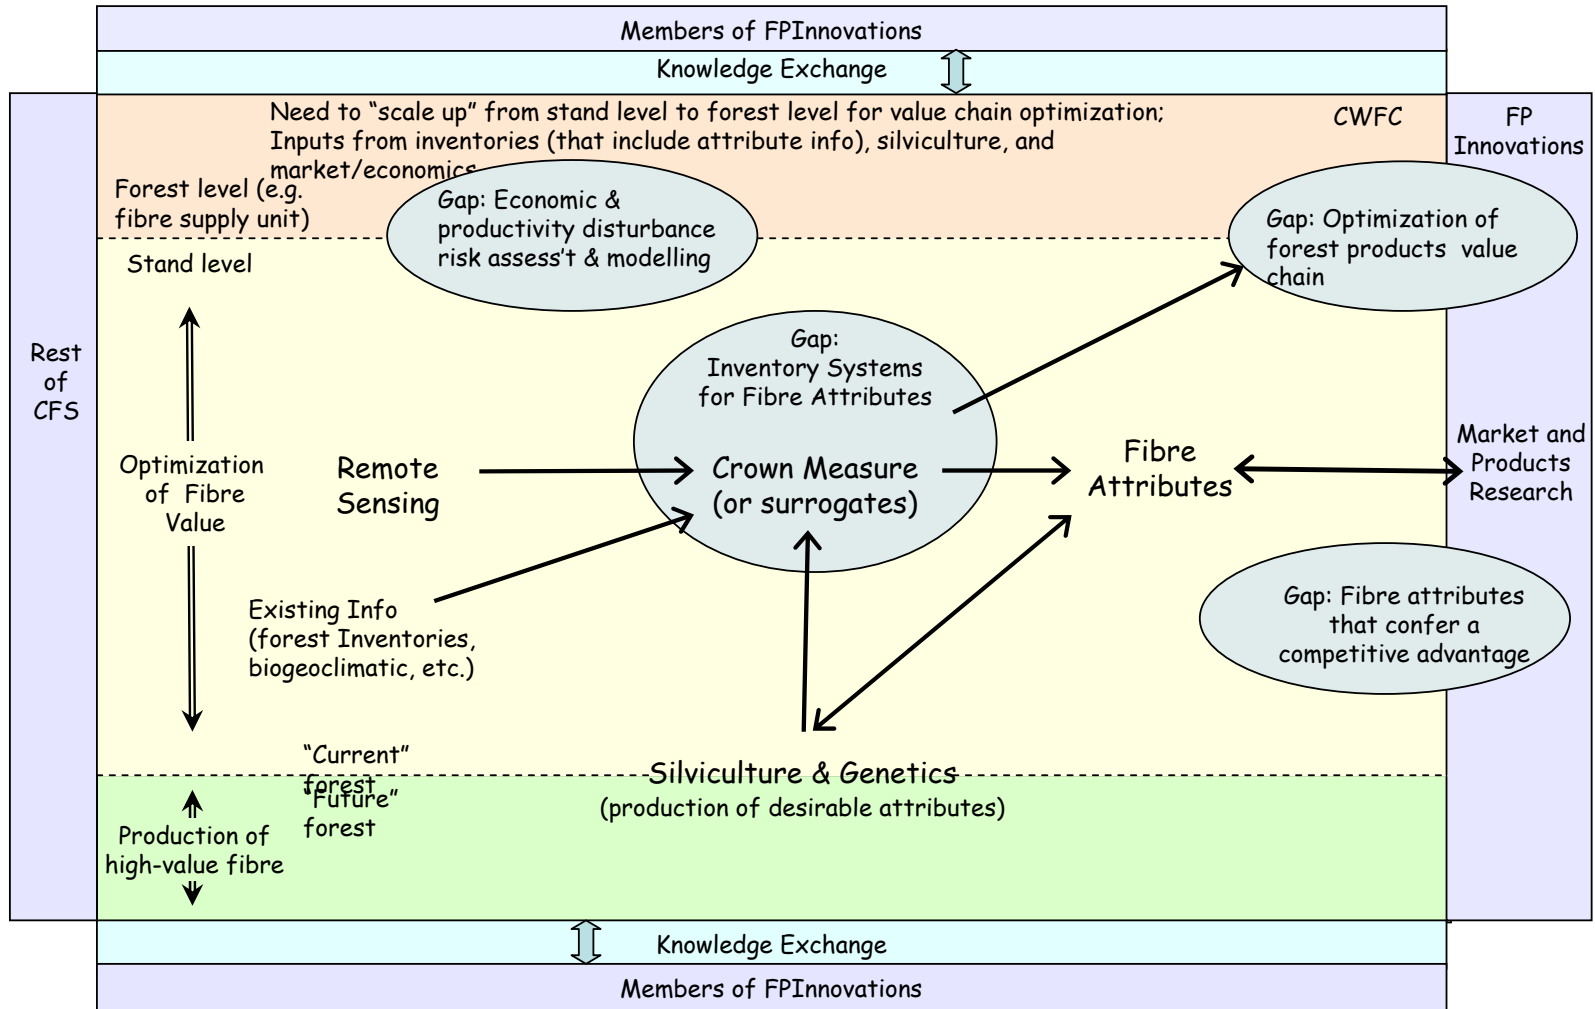 Members of FPInnovations
Knowledge Exchange
Need to “scale up” from stand level to forest level for value chain optimization;
Inputs from inventories (that include attribute info), silviculture, and
market/economics
CWFC
FP
Innovations
Forest level (e.g.
fibre supply unit)
Gap: Economic &
productivity disturbance
risk assess’t & modelling
Gap: Optimization of
forest products value
chain
Stand level
Rest
of
CFS
Gap:
Inventory Systems
for Fibre Attributes
Optimization
of Fibre
Value
Remote
Sensing
Crown Measure
(or surrogates)
Fibre
Attributes
Market and
Products
Research
Existing Info
(forest Inventories,
biogeoclimatic, etc.)
Gap: Fibre attributes
that confer a
competitive advantage
“Current”
forest
“Future”
forest
Silviculture & Genetics
(production of desirable attributes)
Production of
high-value fibre
Knowledge Exchange
Members of FPInnovations